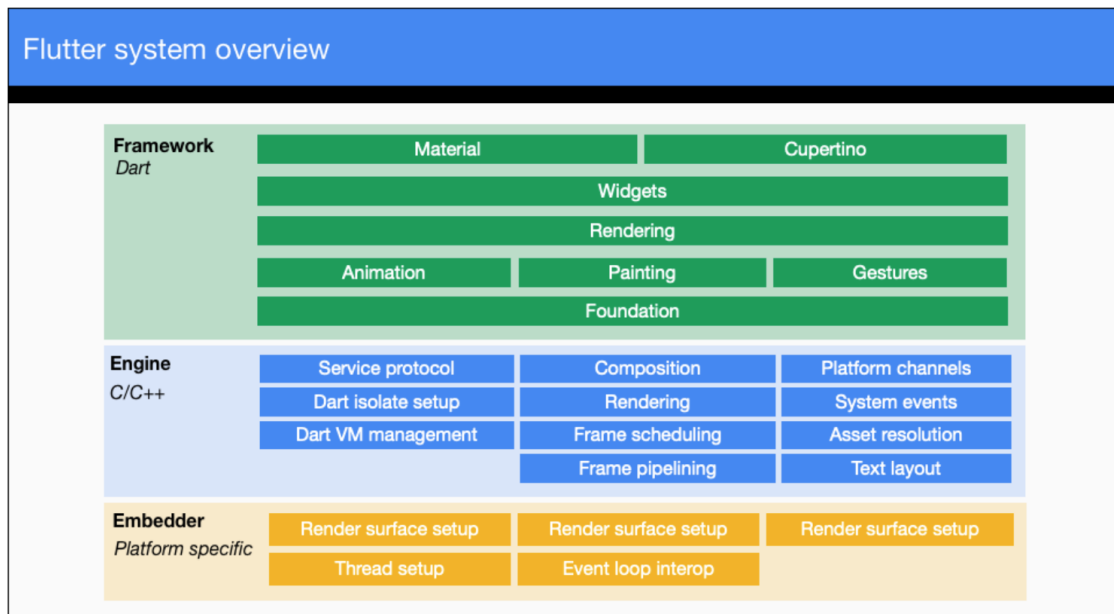 Flutter system overview
Framework
Dart
Material Cupertino
Widgets
Rendering
Animation Painting Gestures
Foundation
Engine
C/C++
Service protocol Composition Platform channels
Dart isolate setup Rendering System events
Dart VM management Frame scheduling Asset resolution
Frame pipelining Text layout
Embedder
Platform specific
Render surface setup Render surface setup Render surface setup
Thread setup Event loop interop